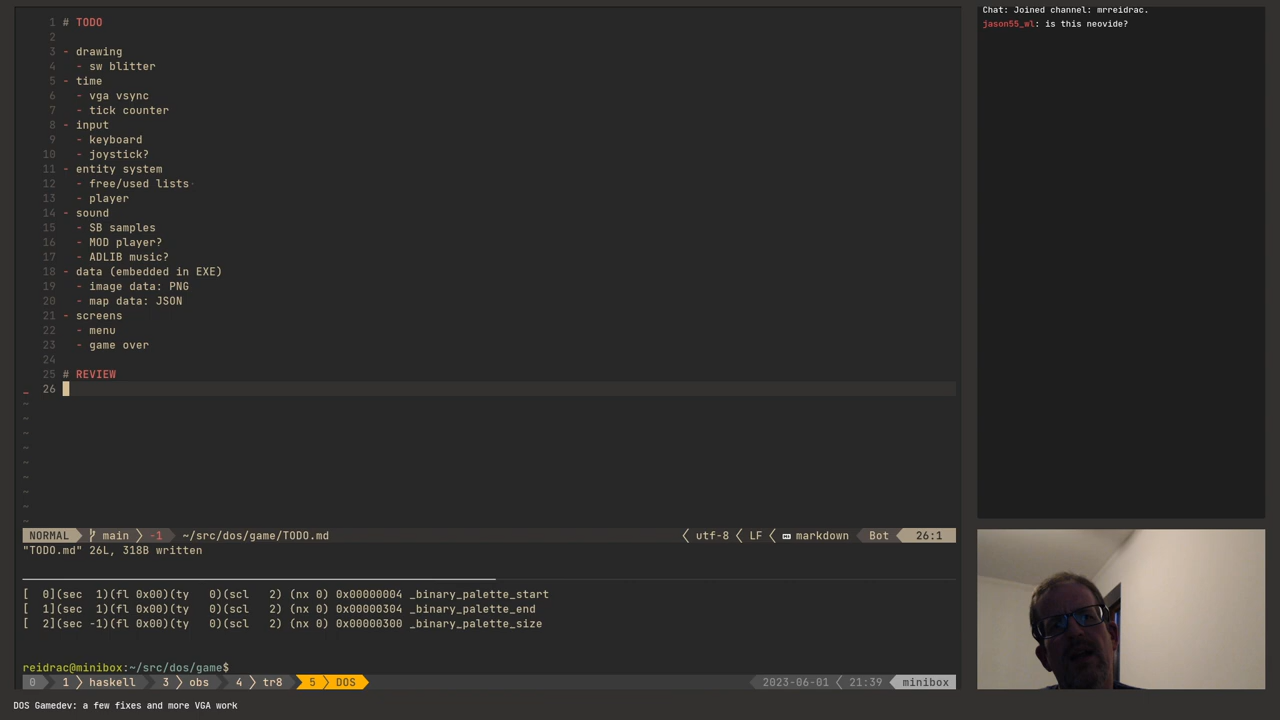 1 # TODO
2
3 - drawing
4   - sw blitter
5 - time
6   - vga vsync
7   - tick counter
8 - input
9   - keyboard
10   - joystick?
11 - entity system
12   - free/used lists·
13   - player
14 - sound
15   - SB samples
16   - MOD player?
17   - ADLIB music?
18 - data (embedded in EXE)
19   - image data: PNG
20   - map data: JSON
21 - screens
22   - menu
23   - game over
24
25 # REVIEW
_ 26
~
~
~
~
~
~
~
~
~
NORMAL main -1 ~/src/dos/game/TODO.md utf-8 LF markdown Bot 26:1
"TODO.md" 26L, 318B written
[  0](sec  1)(fl 0x00)(ty   0)(scl   2) (nx 0) 0x00000004 _binary_palette_start
[  1](sec  1)(fl 0x00)(ty   0)(scl   2) (nx 0) 0x00000304 _binary_palette_end
[  2](sec -1)(fl 0x00)(ty   0)(scl   2) (nx 0) 0x00000300 _binary_palette_size
reidrac@minibox:~/src/dos/game$
0 1 haskell 3 obs 4 tr8 5 DOS 2023-06-01 21:39 minibox
Chat: Joined channel: mrreidrac.
jason55_wl: is this neovide?
DOS Gamedev: a few fixes and more VGA work